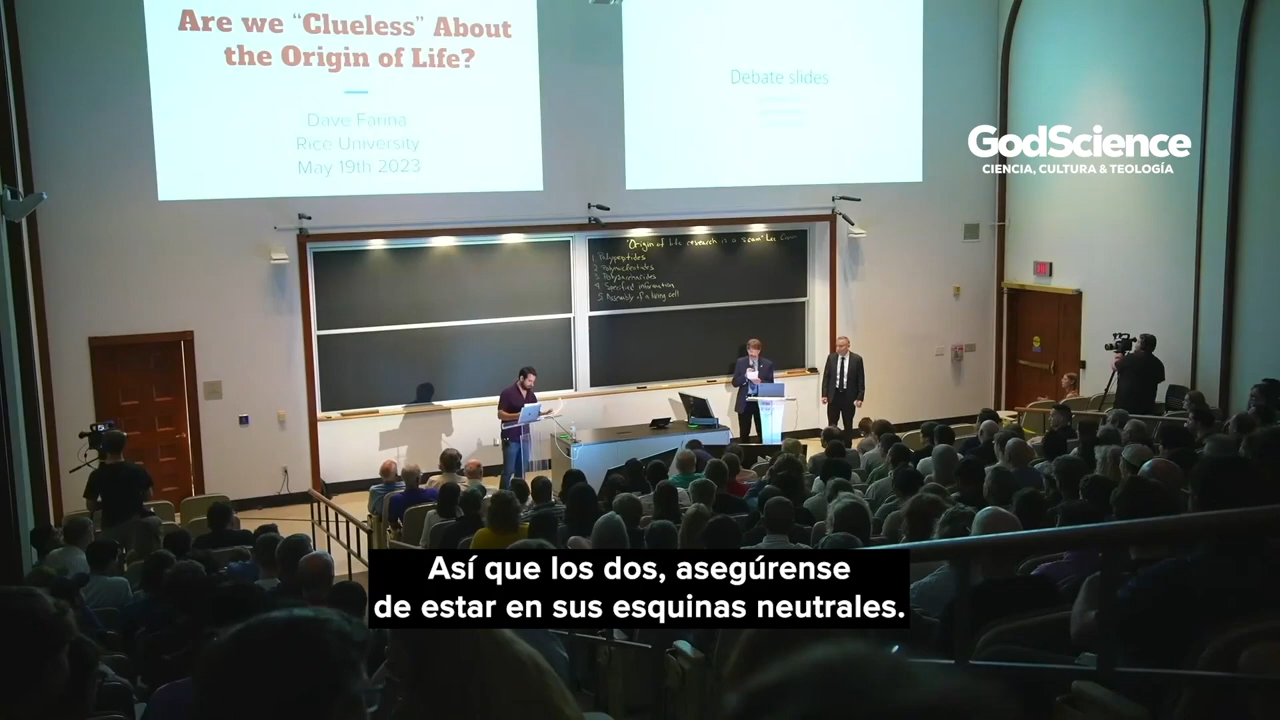 Are we “Clueless” About
the Origin of Life?
Dave Farina
Rice University
May 19th 2023
Debate slides
GodScience
CIENCIA, CULTURA & TEOLOGÍA
"Origin of life research is a scam" Lee
1. Polypeptides
2. Polynucleotides
3. Polysaccharides
4. Specified information
5. Assembly of a living cell
Así que los dos, asegúrense
de estar en sus esquinas neutrales.